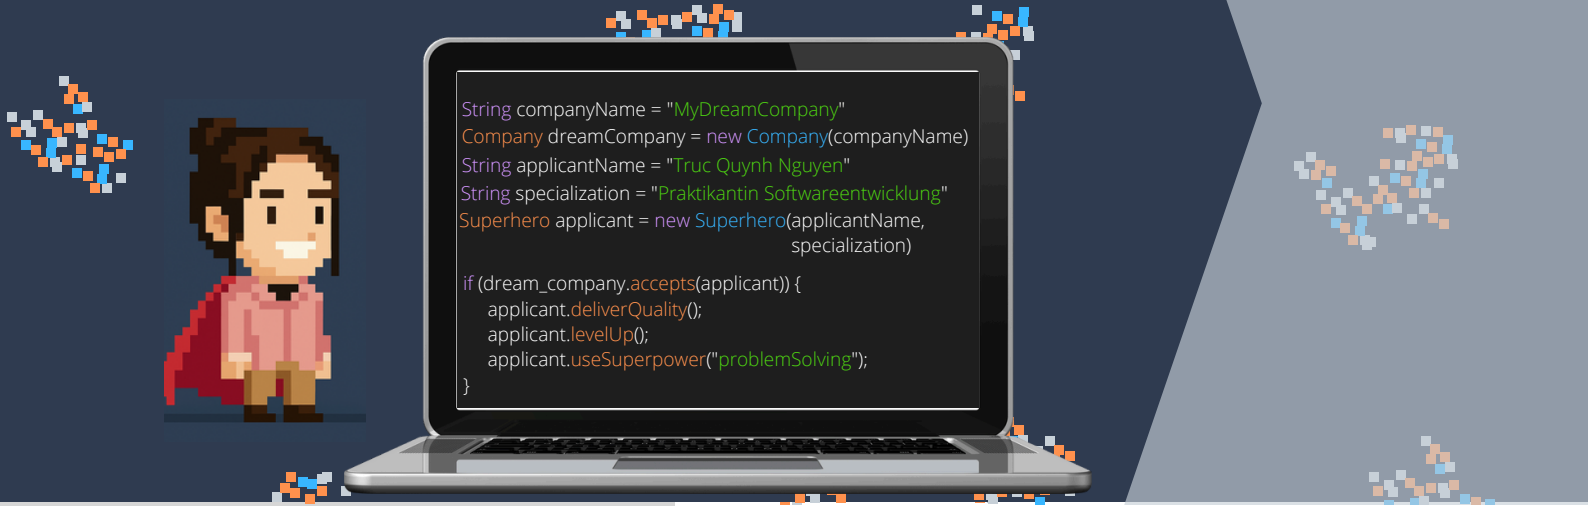 String companyName = "MyDreamCompany"
Company dreamCompany = new Company(companyName)
String applicantName = "Truc Quynh Nguyen"
String specialization = "Praktikantin Softwareentwicklung"
Superhero applicant = new Superhero(applicantName,
specialization)
if (dream_company.accepts(applicant)) {
applicant.deliverQuality();
applicant.levelUp();
applicant.useSuperpower("problemSolving");
}